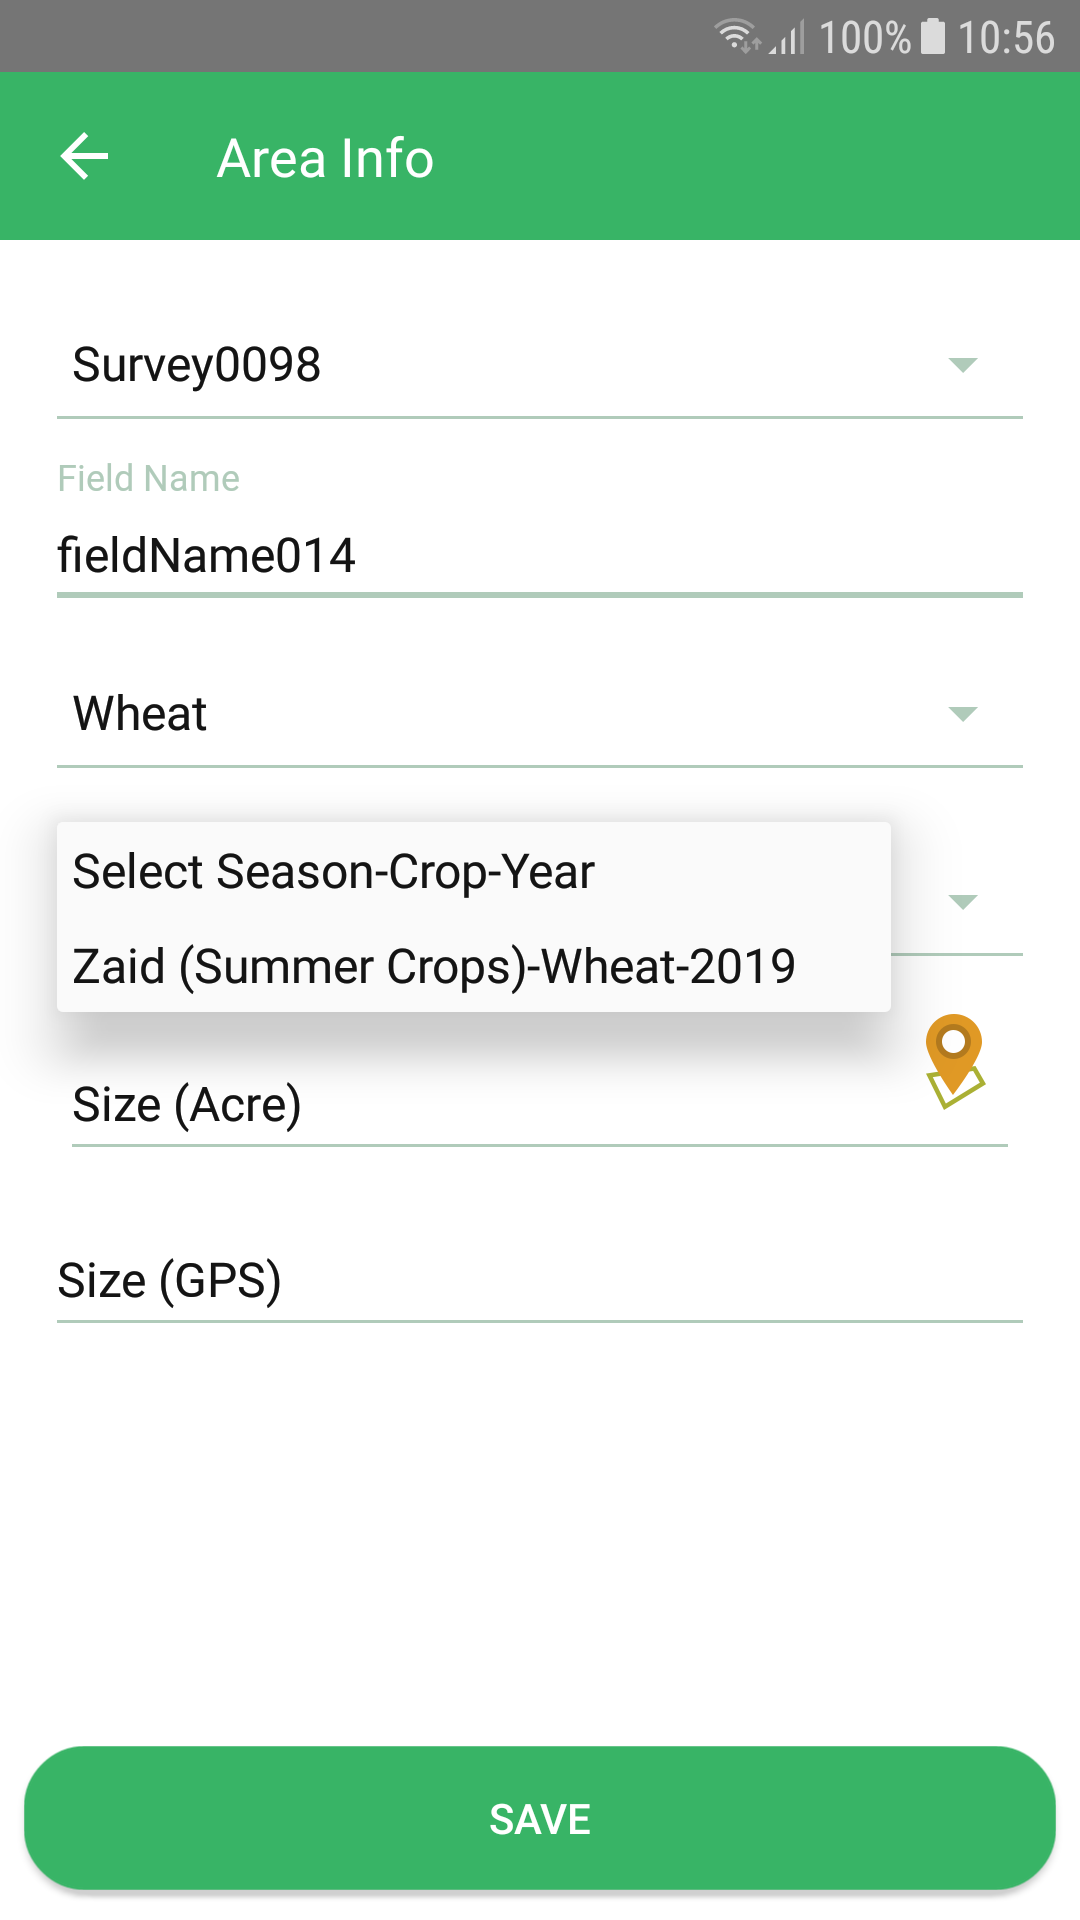 100% 10:56
Area Info
Survey0098
Field Name
fieldName014
Wheat
Select Season-Crop-Year
Zaid (Summer Crops)-Wheat-2019
Size (Acre)
Size (GPS)
SAVE